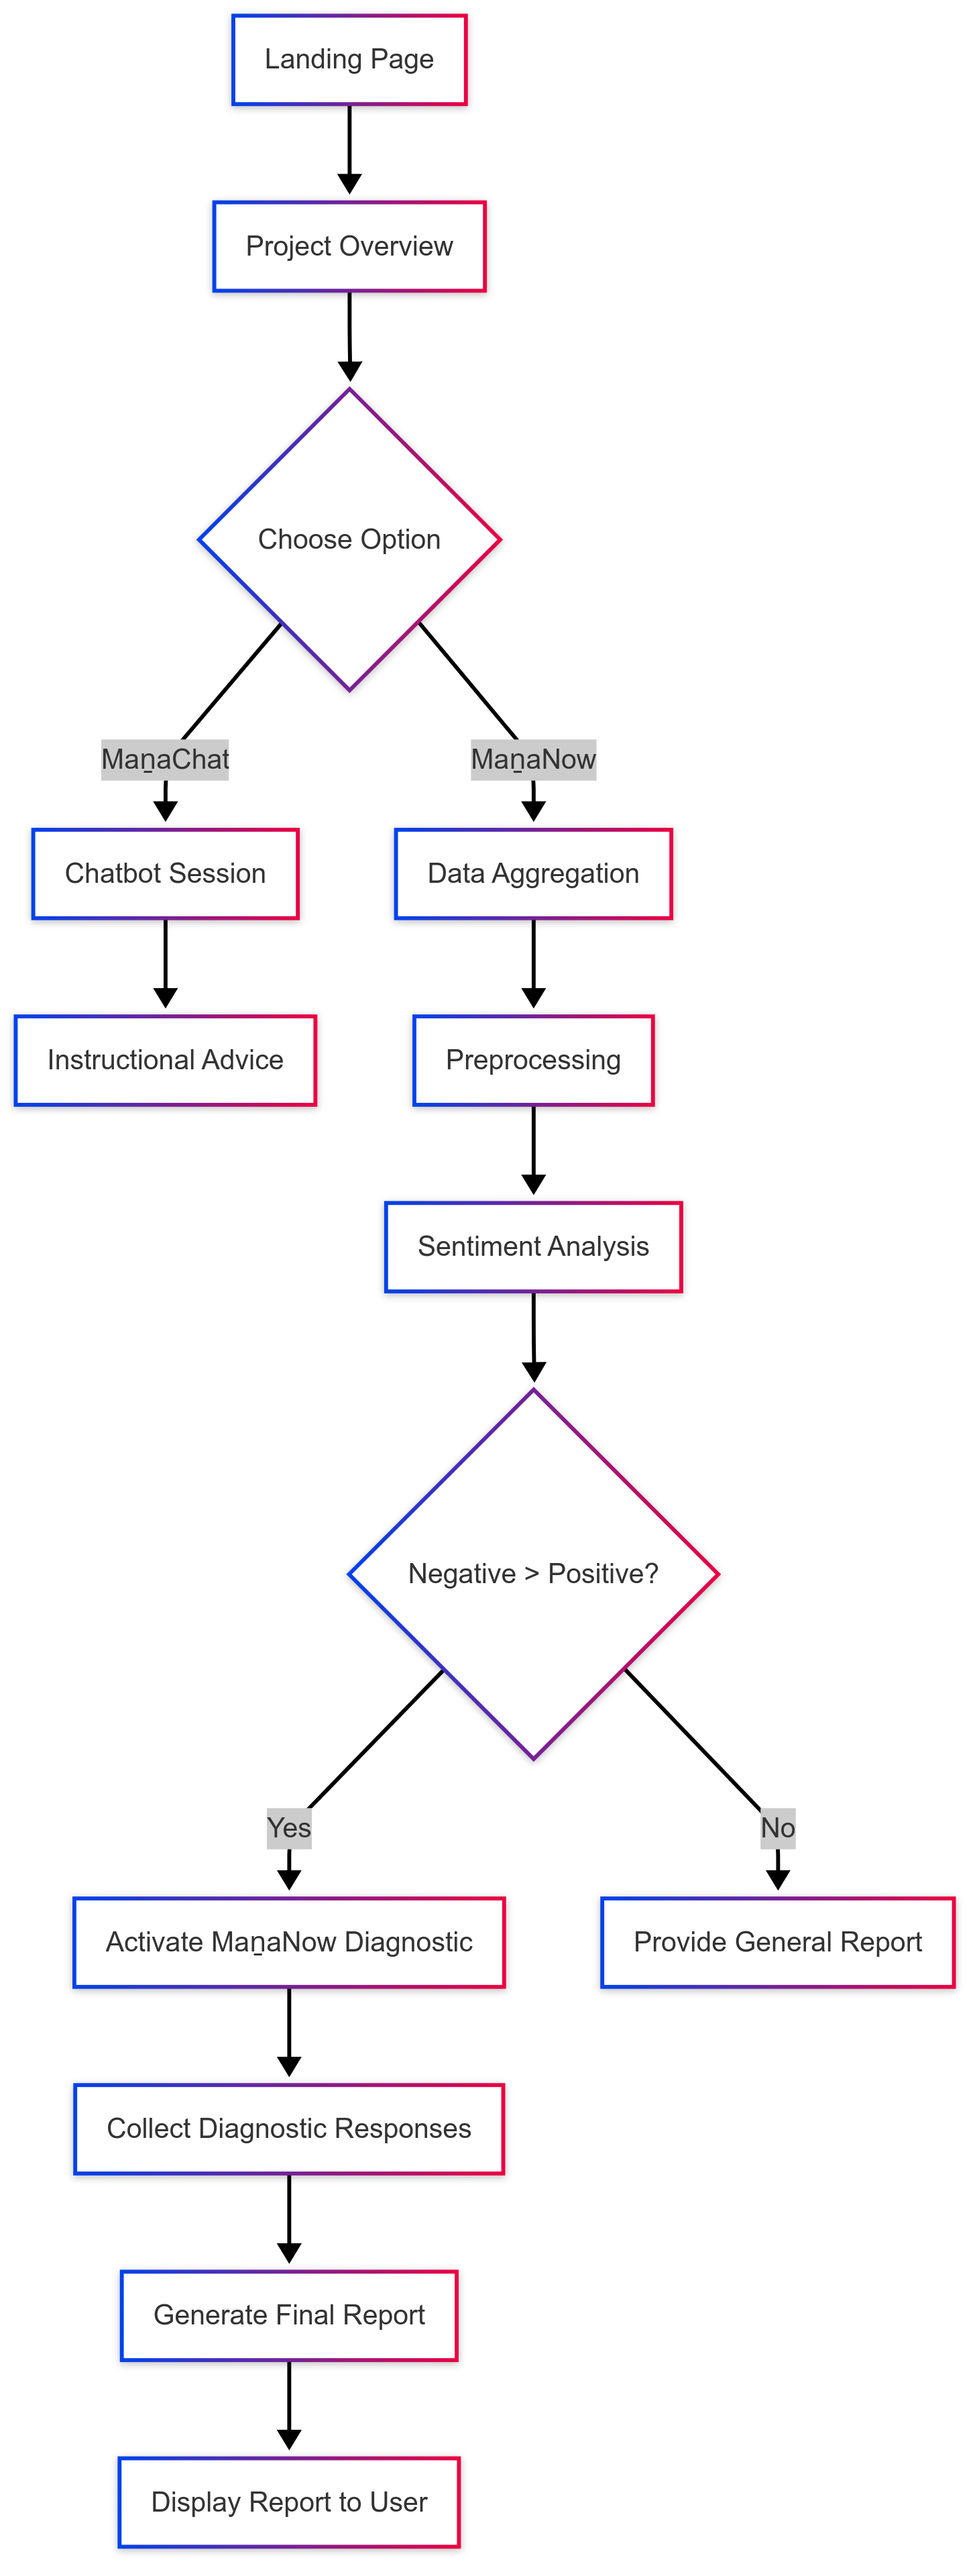 Landing Page
Project Overview
Choose Option
MaṉaChat
MaṉaNow
Chatbot Session
Data Aggregation
Instructional Advice
Preprocessing
Sentiment Analysis
Negative > Positive?
Yes
No
Activate MaṉaNow Diagnostic
Provide General Report
Collect Diagnostic Responses
Generate Final Report
Display Report to User